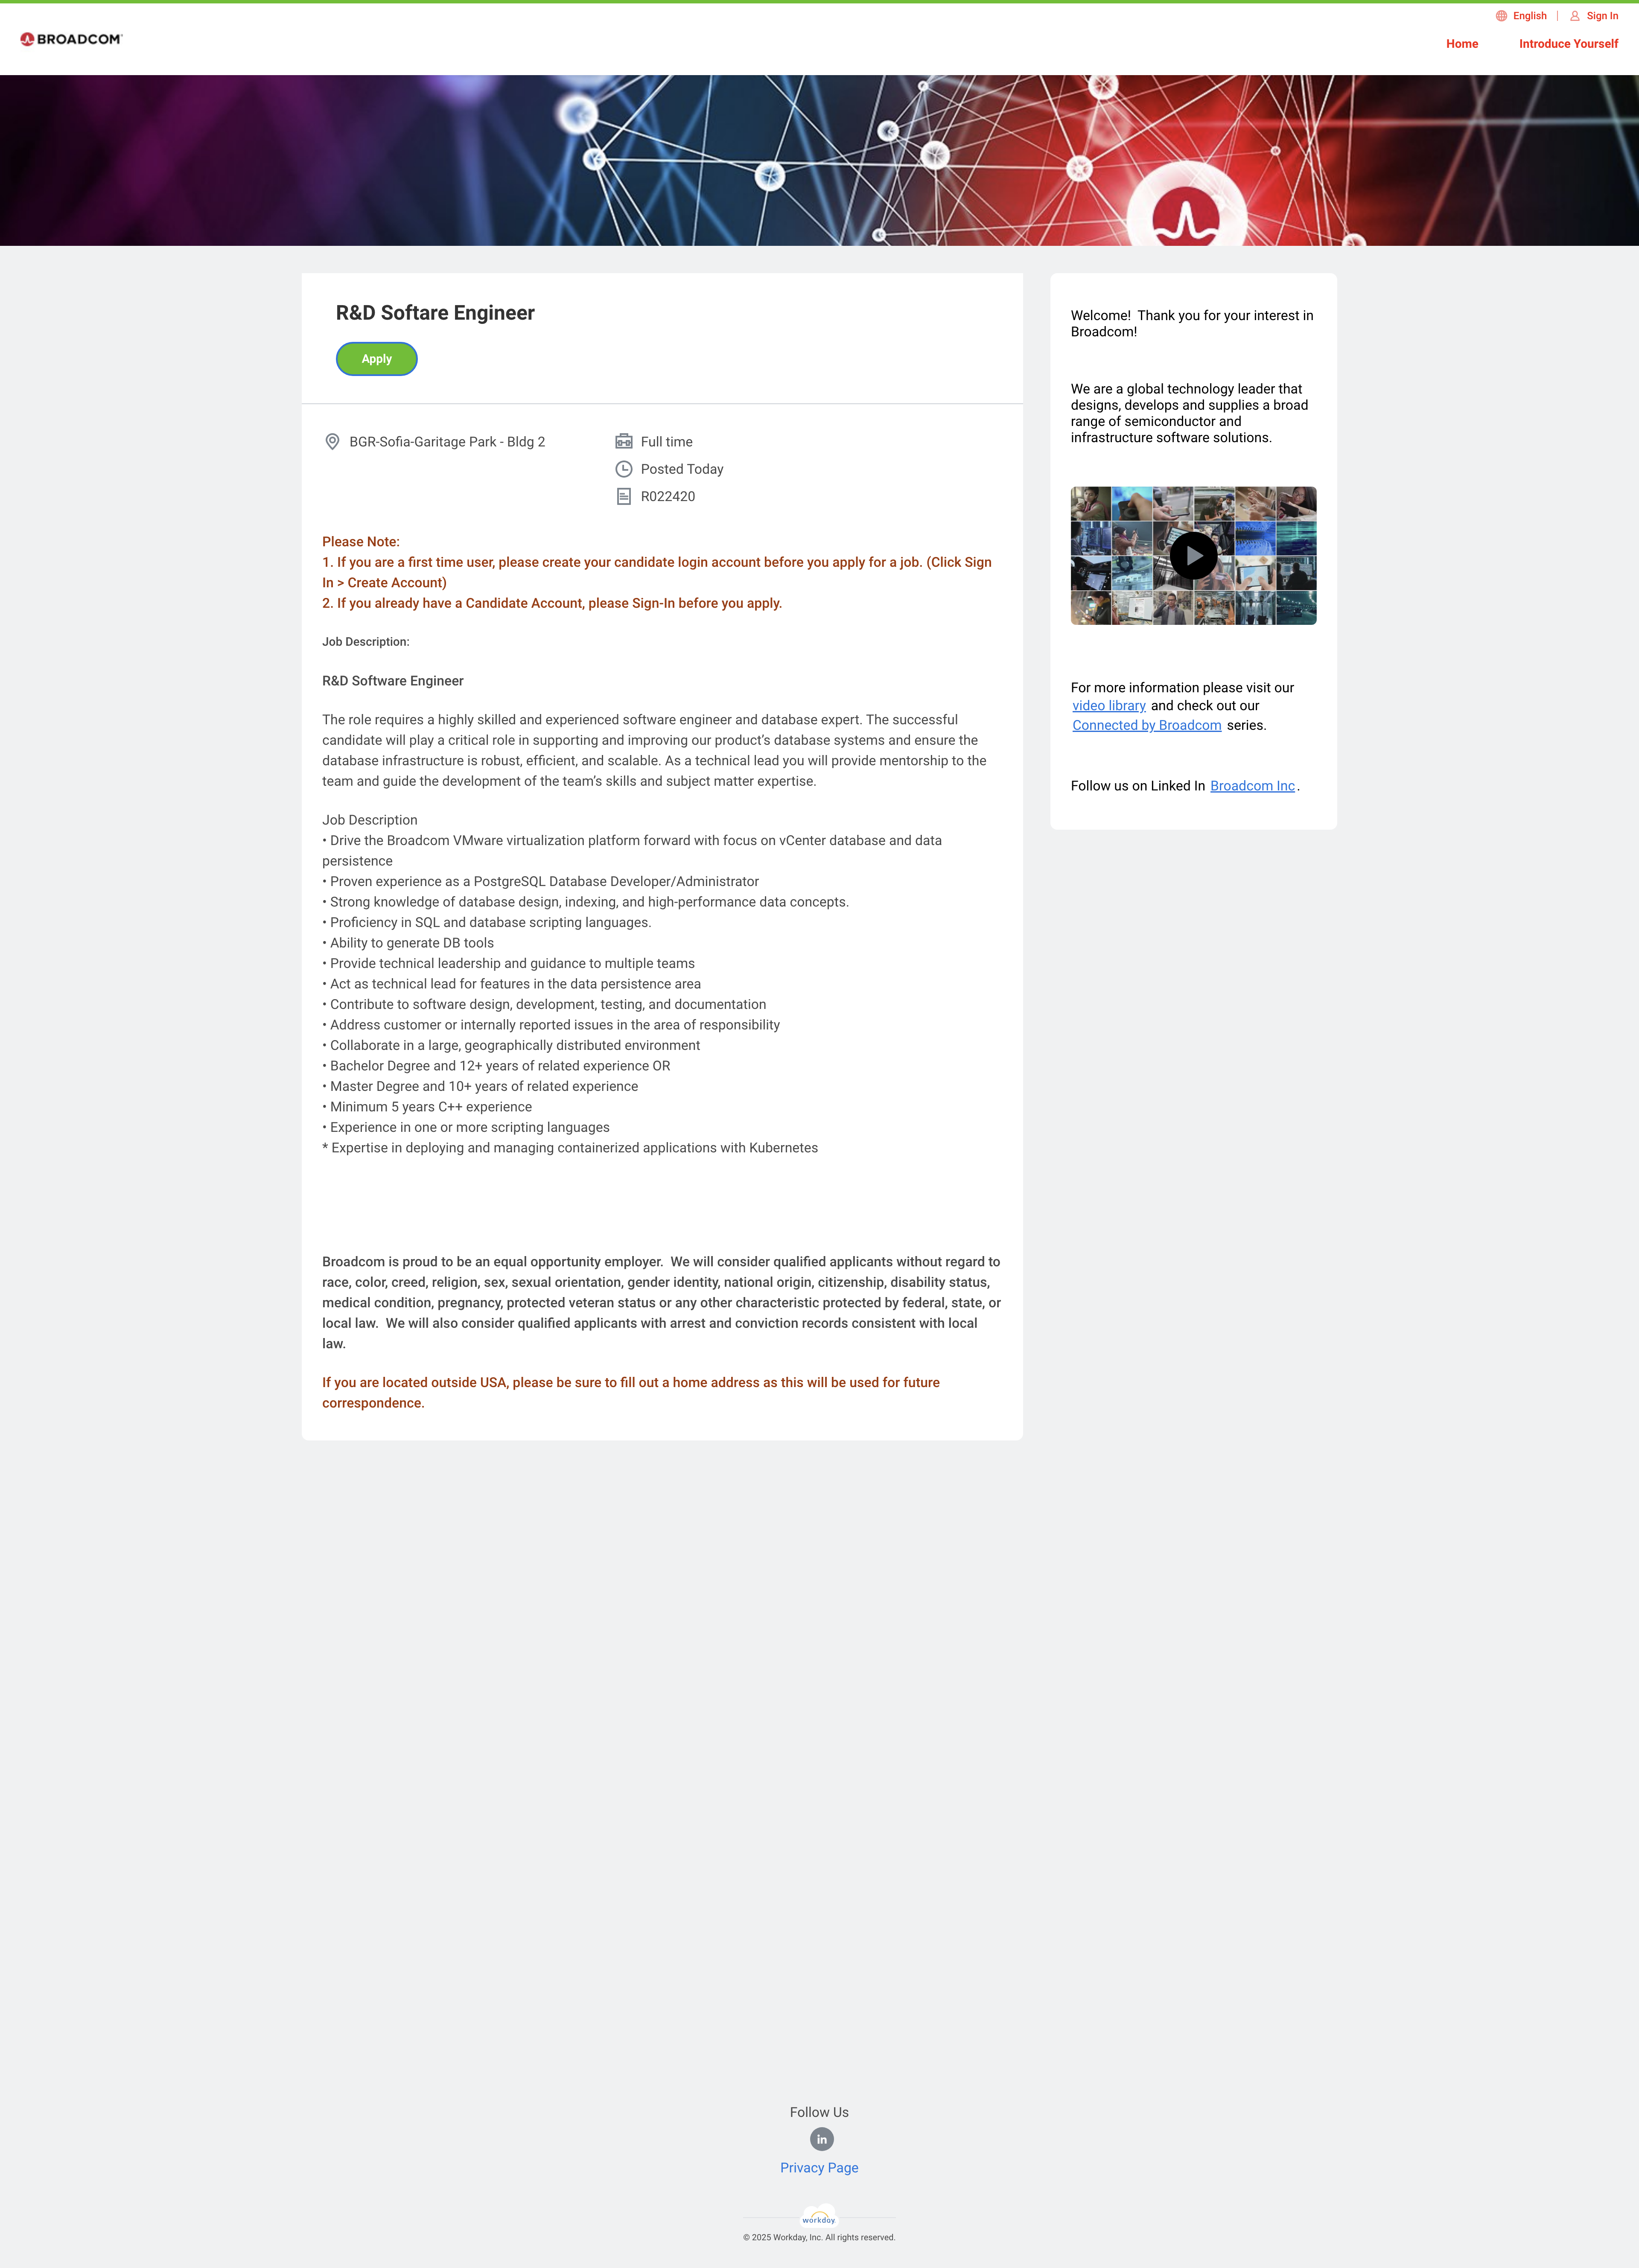 English | Sign In
BROADCOM
Home Introduce Yourself
R&D Softare Engineer
Apply
BGR-Sofia-Garitage Park - Bldg 2
Full time
Posted Today
R022420
Please Note:
1. If you are a first time user, please create your candidate login account before you apply for a job. (Click Sign
In > Create Account)
2. If you already have a Candidate Account, please Sign-In before you apply.
Job Description:
R&D Software Engineer
The role requires a highly skilled and experienced software engineer and database expert. The successful
candidate will play a critical role in supporting and improving our product’s database systems and ensure the
database infrastructure is robust, efficient, and scalable. As a technical lead you will provide mentorship to the
team and guide the development of the team’s skills and subject matter expertise.
Job Description
• Drive the Broadcom VMware virtualization platform forward with focus on vCenter database and data
persistence
• Proven experience as a PostgreSQL Database Developer/Administrator
• Strong knowledge of database design, indexing, and high-performance data concepts.
• Proficiency in SQL and database scripting languages.
• Ability to generate DB tools
• Provide technical leadership and guidance to multiple teams
• Act as technical lead for features in the data persistence area
• Contribute to software design, development, testing, and documentation
• Address customer or internally reported issues in the area of responsibility
• Collaborate in a large, geographically distributed environment
• Bachelor Degree and 12+ years of related experience OR
• Master Degree and 10+ years of related experience
• Minimum 5 years C++ experience
• Experience in one or more scripting languages
* Expertise in deploying and managing containerized applications with Kubernetes
Broadcom is proud to be an equal opportunity employer.  We will consider qualified applicants without regard to
race, color, creed, religion, sex, sexual orientation, gender identity, national origin, citizenship, disability status,
medical condition, pregnancy, protected veteran status or any other characteristic protected by federal, state, or
local law.  We will also consider qualified applicants with arrest and conviction records consistent with local
law.
If you are located outside USA, please be sure to fill out a home address as this will be used for future
correspondence.
Welcome!  Thank you for your interest in
Broadcom!
We are a global technology leader that
designs, develops and supplies a broad
range of semiconductor and
infrastructure software solutions.
For more information please visit our
video library and check out our
Connected by Broadcom series.
Follow us on Linked In Broadcom Inc.
Follow Us
in
Privacy Page
workday.
© 2025 Workday, Inc. All rights reserved.